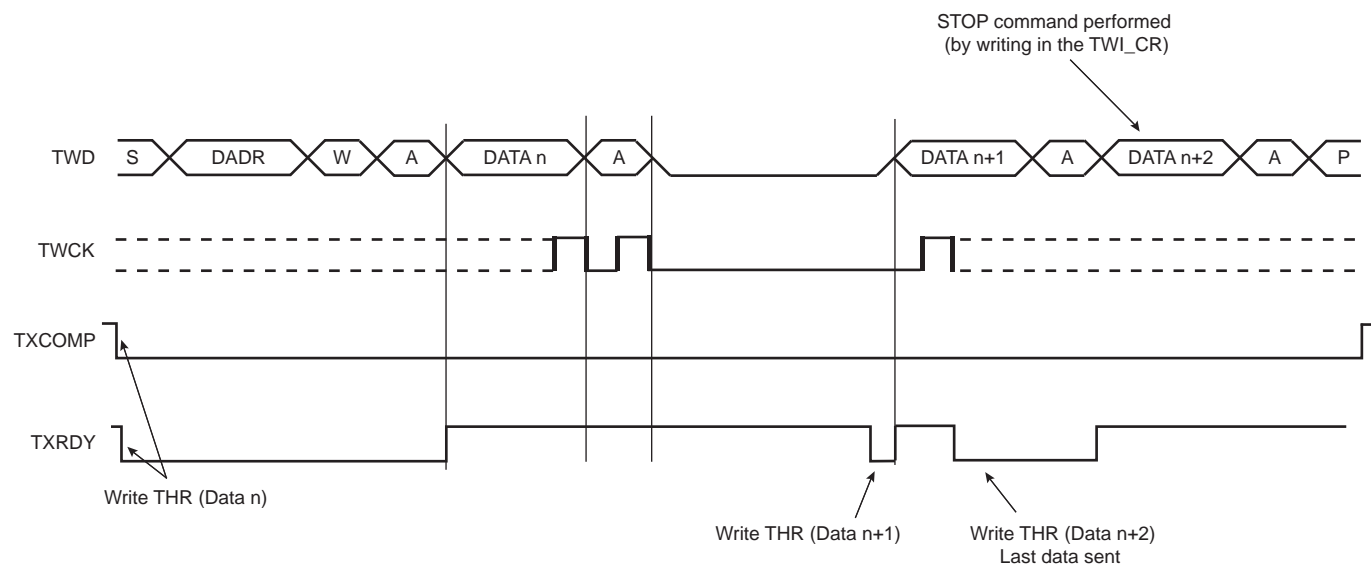 STOP command performed
(by writing in the TWI_CR)
TWD S DADR W A DATA n A DATA n+1 A DATA n+2 A P
TWCK
TXCOMP
TXRDY
Write THR (Data n)
Write THR (Data n+1)
Write THR (Data n+2)
Last data sent